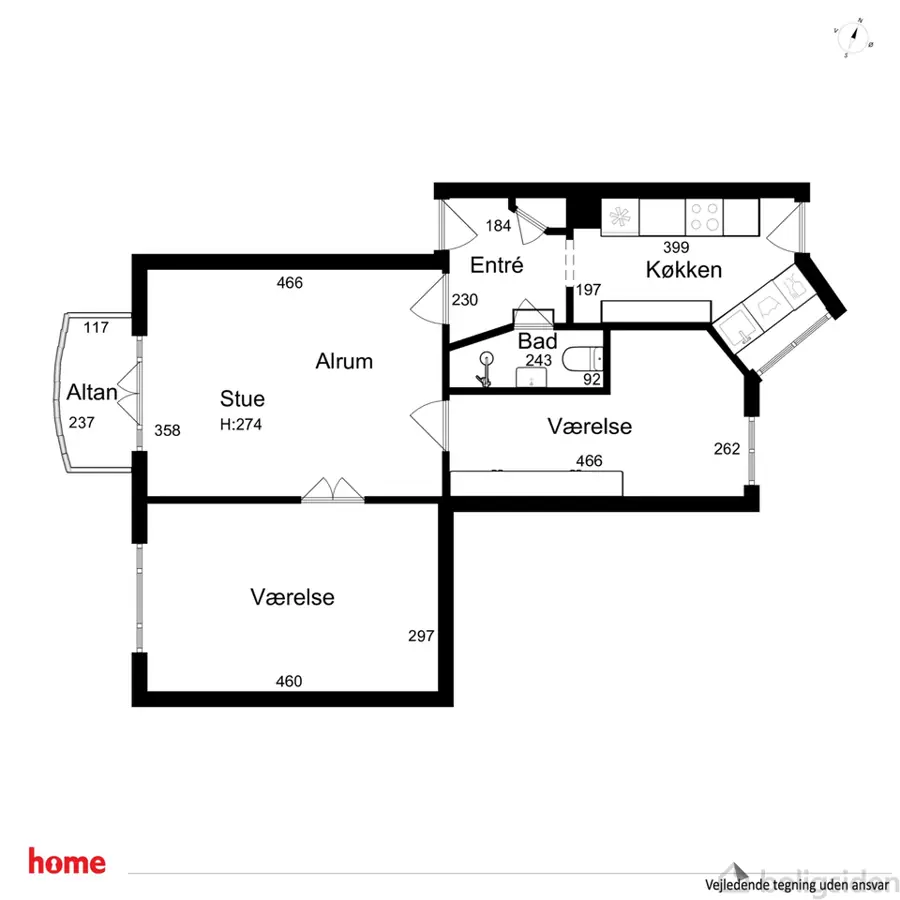 N
V
Ø
S
184
Entré
399
Køkken
197
230
466
117
Alrum
Altan
Stue
H:274
237
358
Bad
243
92
Værelse
466
262
Værelse
297
460
home
boligsiden
Vejledende tegning uden ansvar